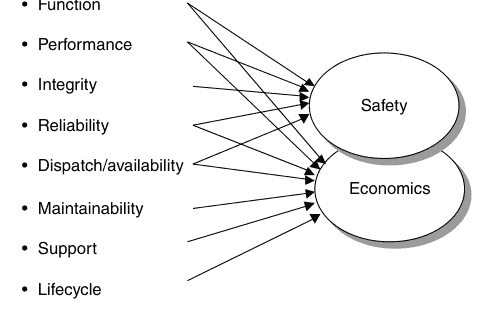 • Function
• Performance
• Integrity
• Reliability
• Dispatch/availability
• Maintainability
• Support
• Lifecycle
Safety
Economics